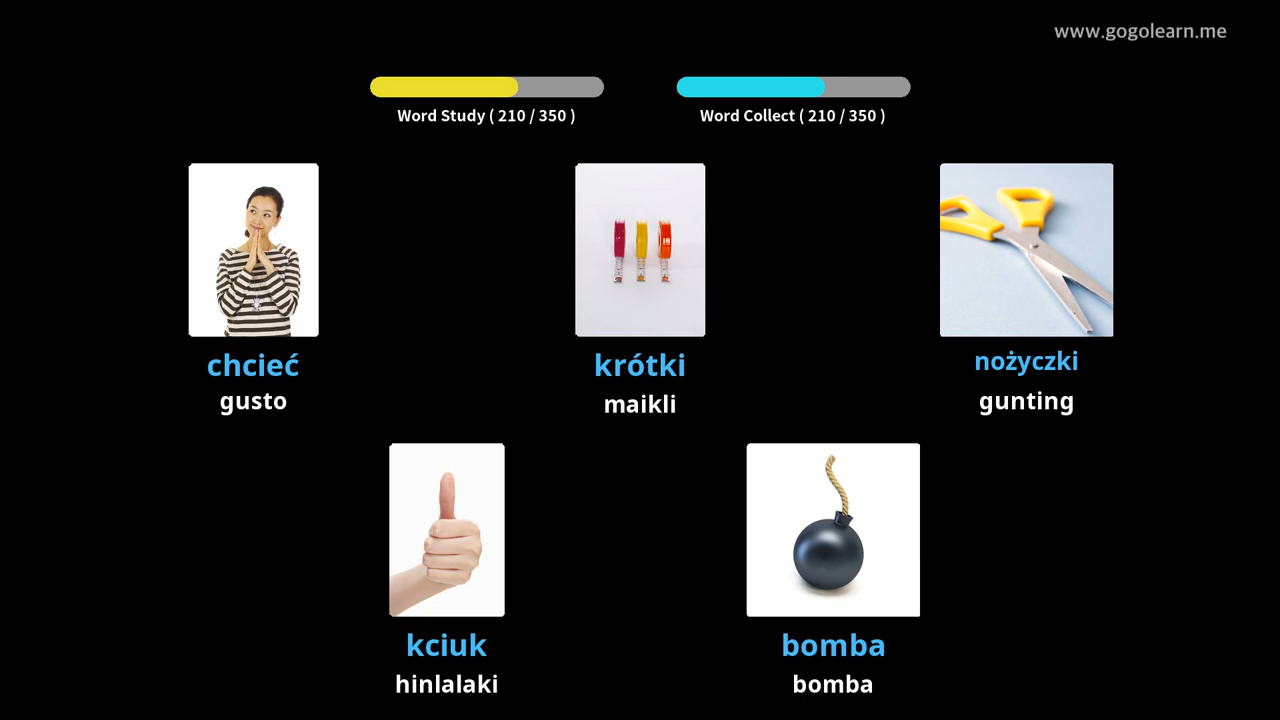 www.gogolearn.me
Word Study ( 210 / 350 )
Word Collect ( 210 / 350 )
chcieć
gusto
krótki
maikli
nożyczki
gunting
kciuk
hinlalaki
bomba
bomba